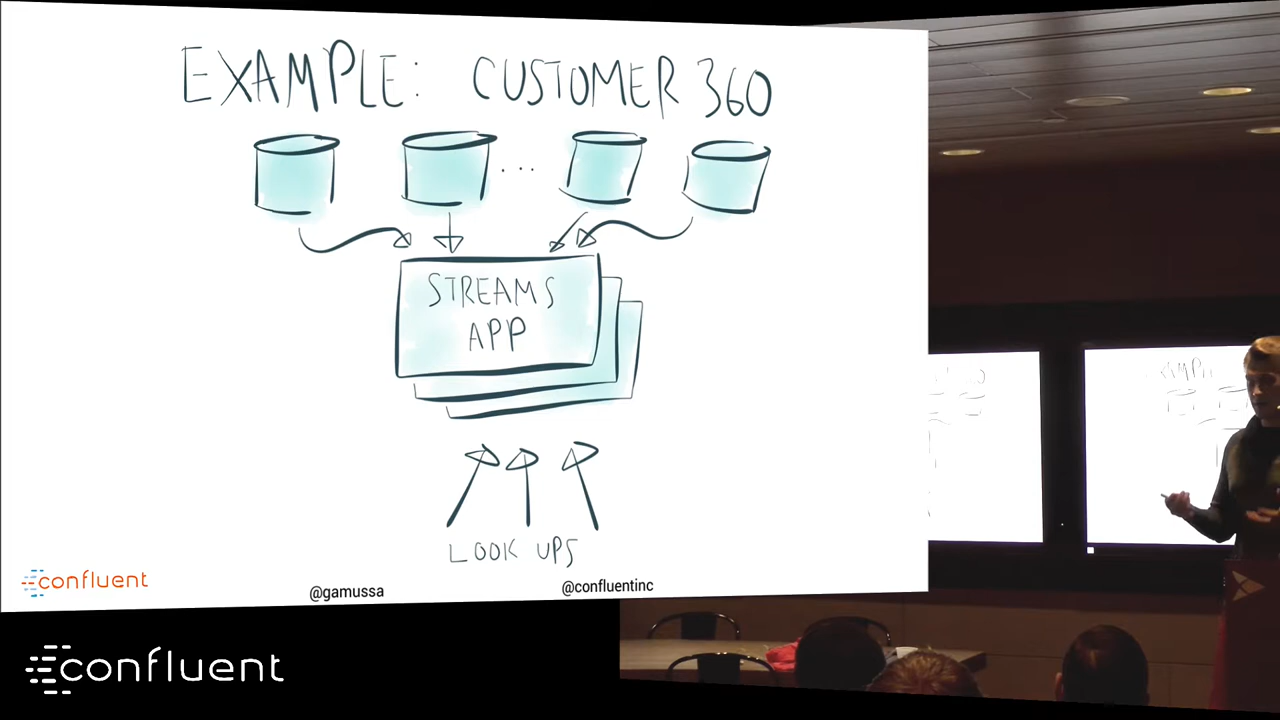 EXAMPLE: CUSTOMER 360
...
STREAMS
APP
LOOK UPS
confluent
@gamussa
@confluentinc
confluent